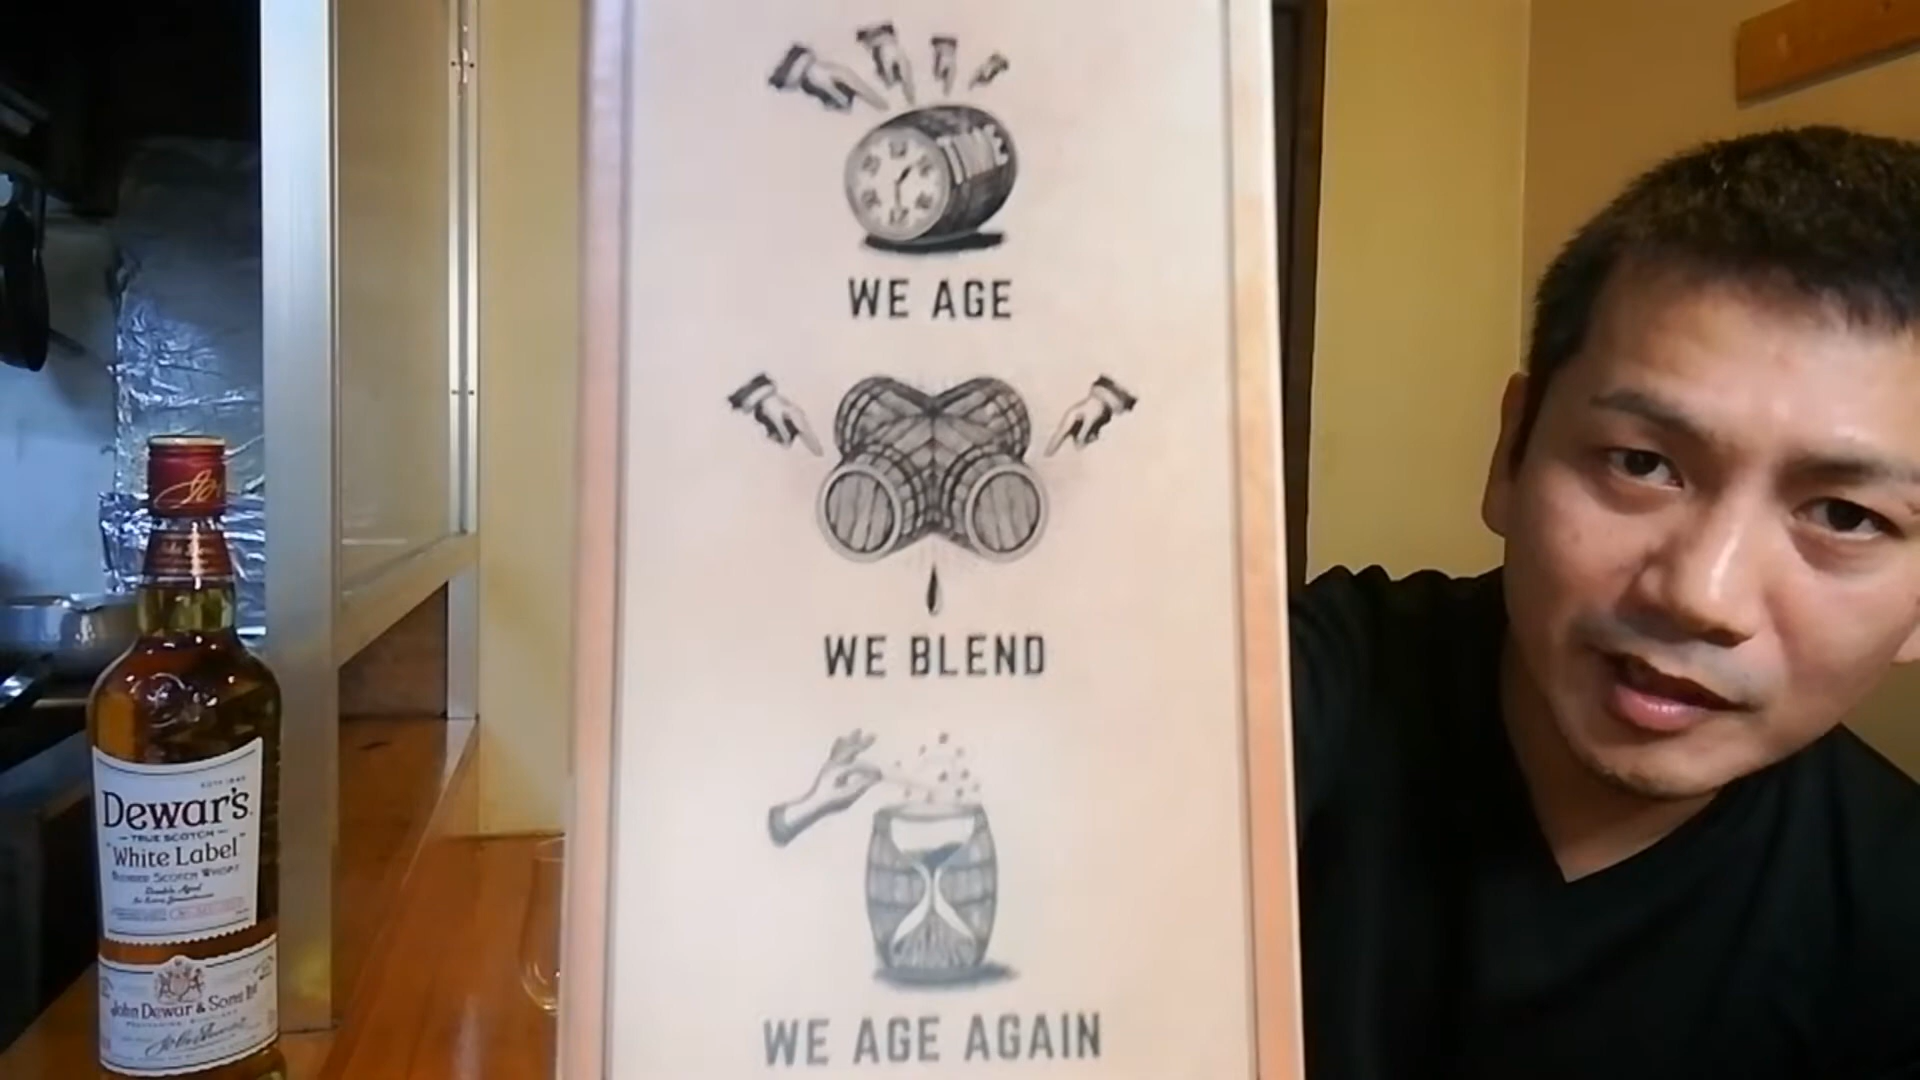 TIME
WE AGE
WE BLEND
WE AGE AGAIN
Dewar's
TRUE SCOTCH
"White Label"
BLENDED SCOTCH WHISKY
Double Aged
John Dewar & Sons Ltd